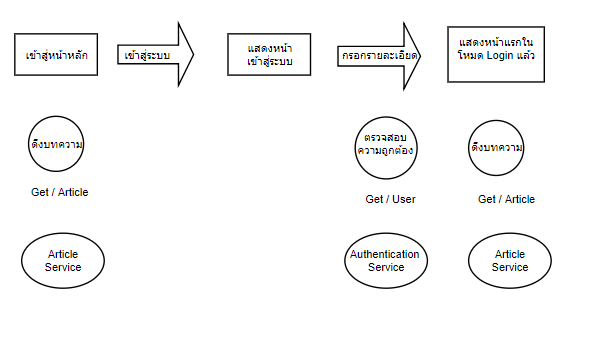 เข้าสู่หน้าหลัก
เข้าสู่ระบบ
แสดงหน้า
เข้าสู่ระบบ
กรอกรายละเอียด
แสดงหน้าแรกใน
โหมด Login แล้ว
ดึงบทความ
ตรวจสอบ
ความถูกต้อง
ดึงบทความ
Get / Article
Get / User
Get / Article
Article
Service
Authentication
Service
Article
Service